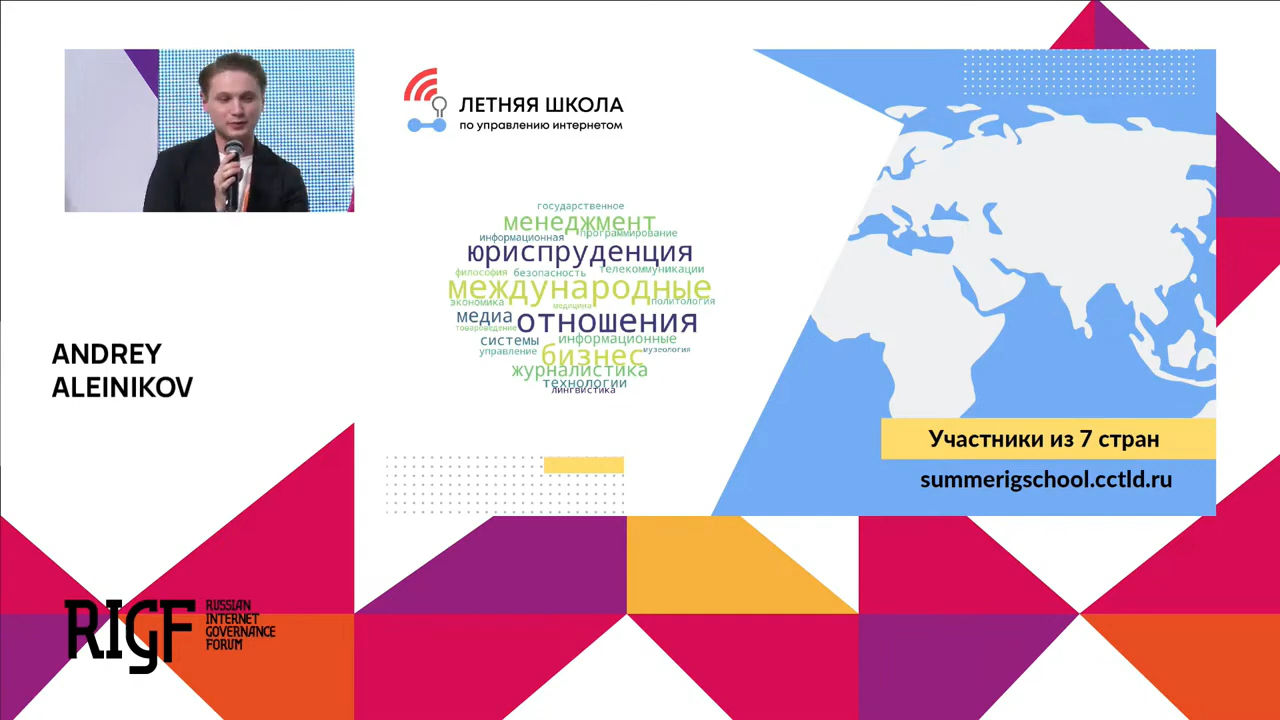 ЛЕТНЯЯ ШКОЛА
по управлению интернетом
государственное
менеджмент
программирование
информационная
юриспруденция
философия безопасность телекоммуникации
международные
экономика медицина политология
медиа отношения
товароведение
системы информационные
управление бизнес музеология
журналистика
технологии
лингвистика
Участники из 7 стран
summerigschool.cctld.ru
ANDREY
ALEINIKOV
RIGF
RUSSIAN
INTERNET
GOVERNANCE
FORUM